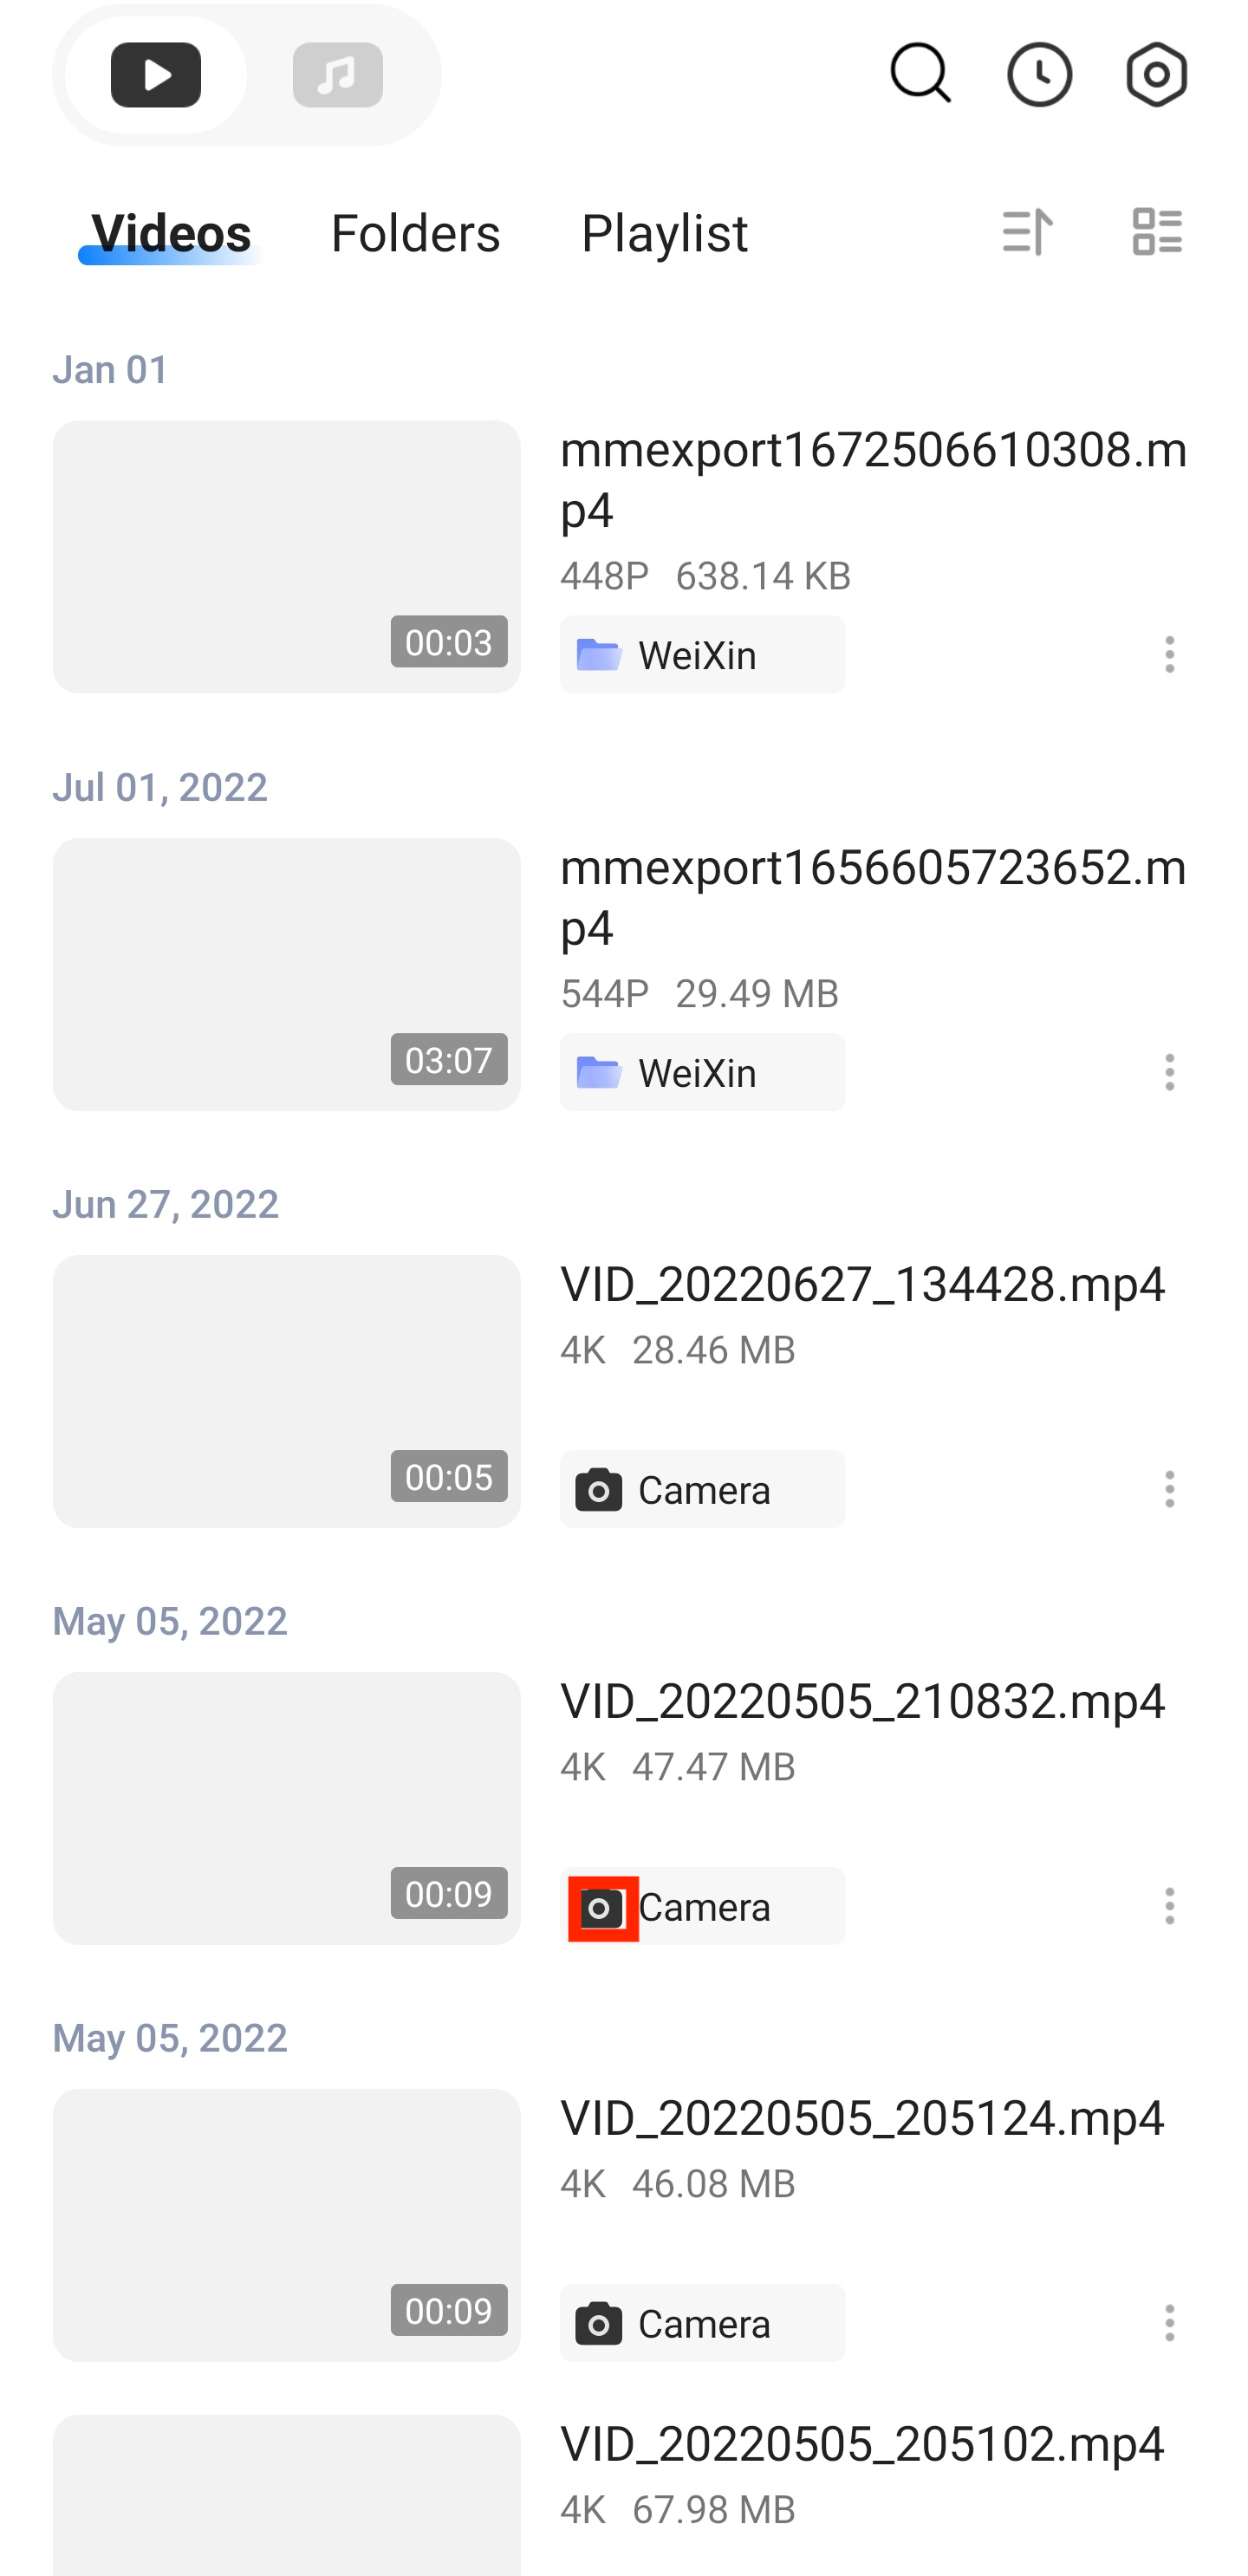 Videos Folders Playlist
Jan 01
mmexport1672506610308.m
p4
448P 638.14 KB
00:03
WeiXin
Jul 01, 2022
mmexport1656605723652.m
p4
544P 29.49 MB
03:07
WeiXin
Jun 27, 2022
VID_20220627_134428.mp4
4K 28.46 MB
00:05
Camera
May 05, 2022
VID_20220505_210832.mp4
4K 47.47 MB
00:09
Camera
May 05, 2022
VID_20220505_205124.mp4
4K 46.08 MB
00:09
Camera
VID_20220505_205102.mp4
4K 67.98 MB